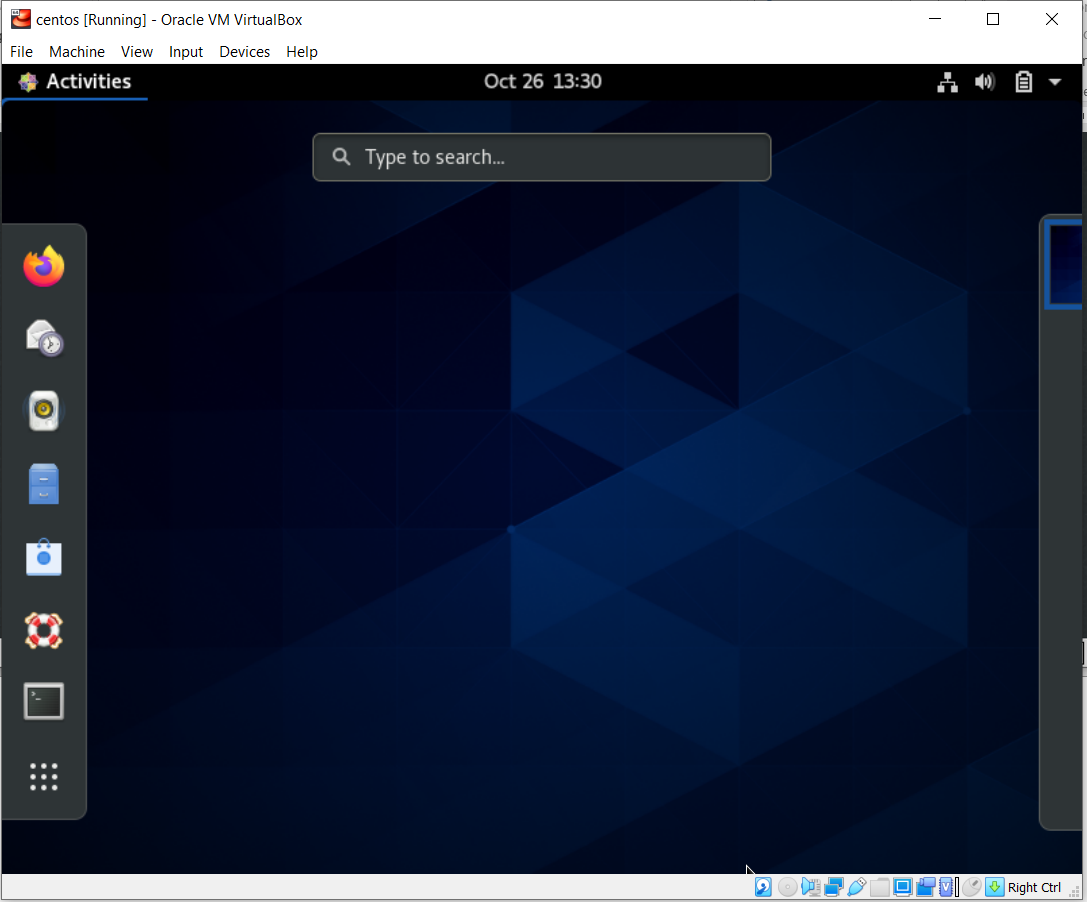 centos [Running] - Oracle VM VirtualBox
File Machine View Input Devices Help
Activities Oct 26 13:30
Type to search...
Right Ctrl